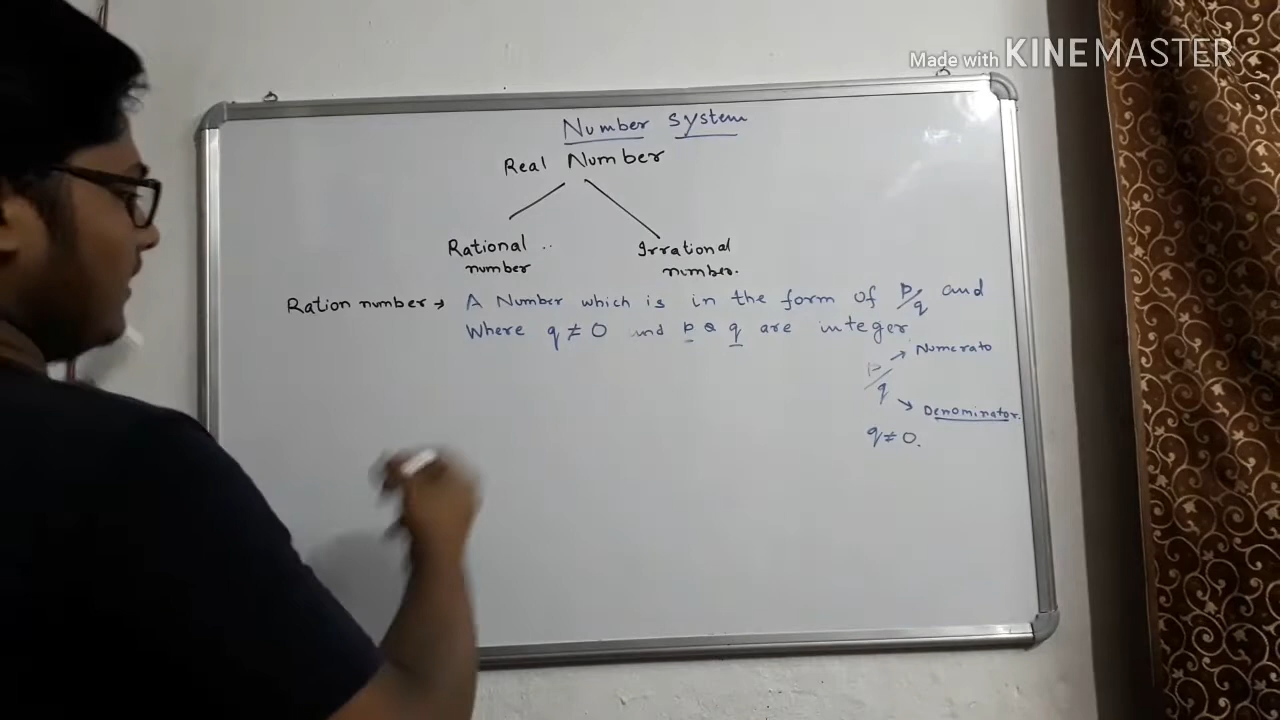 Made with KINEMASTER
Number system
Real Number
Rational ..
number
Irrational
number.
Ration number → A Number which is in the form of p/q and
Where q ≠ 0 and p & q are integer
p/q
→ Numerato
→ Denominator.
q ≠ 0.